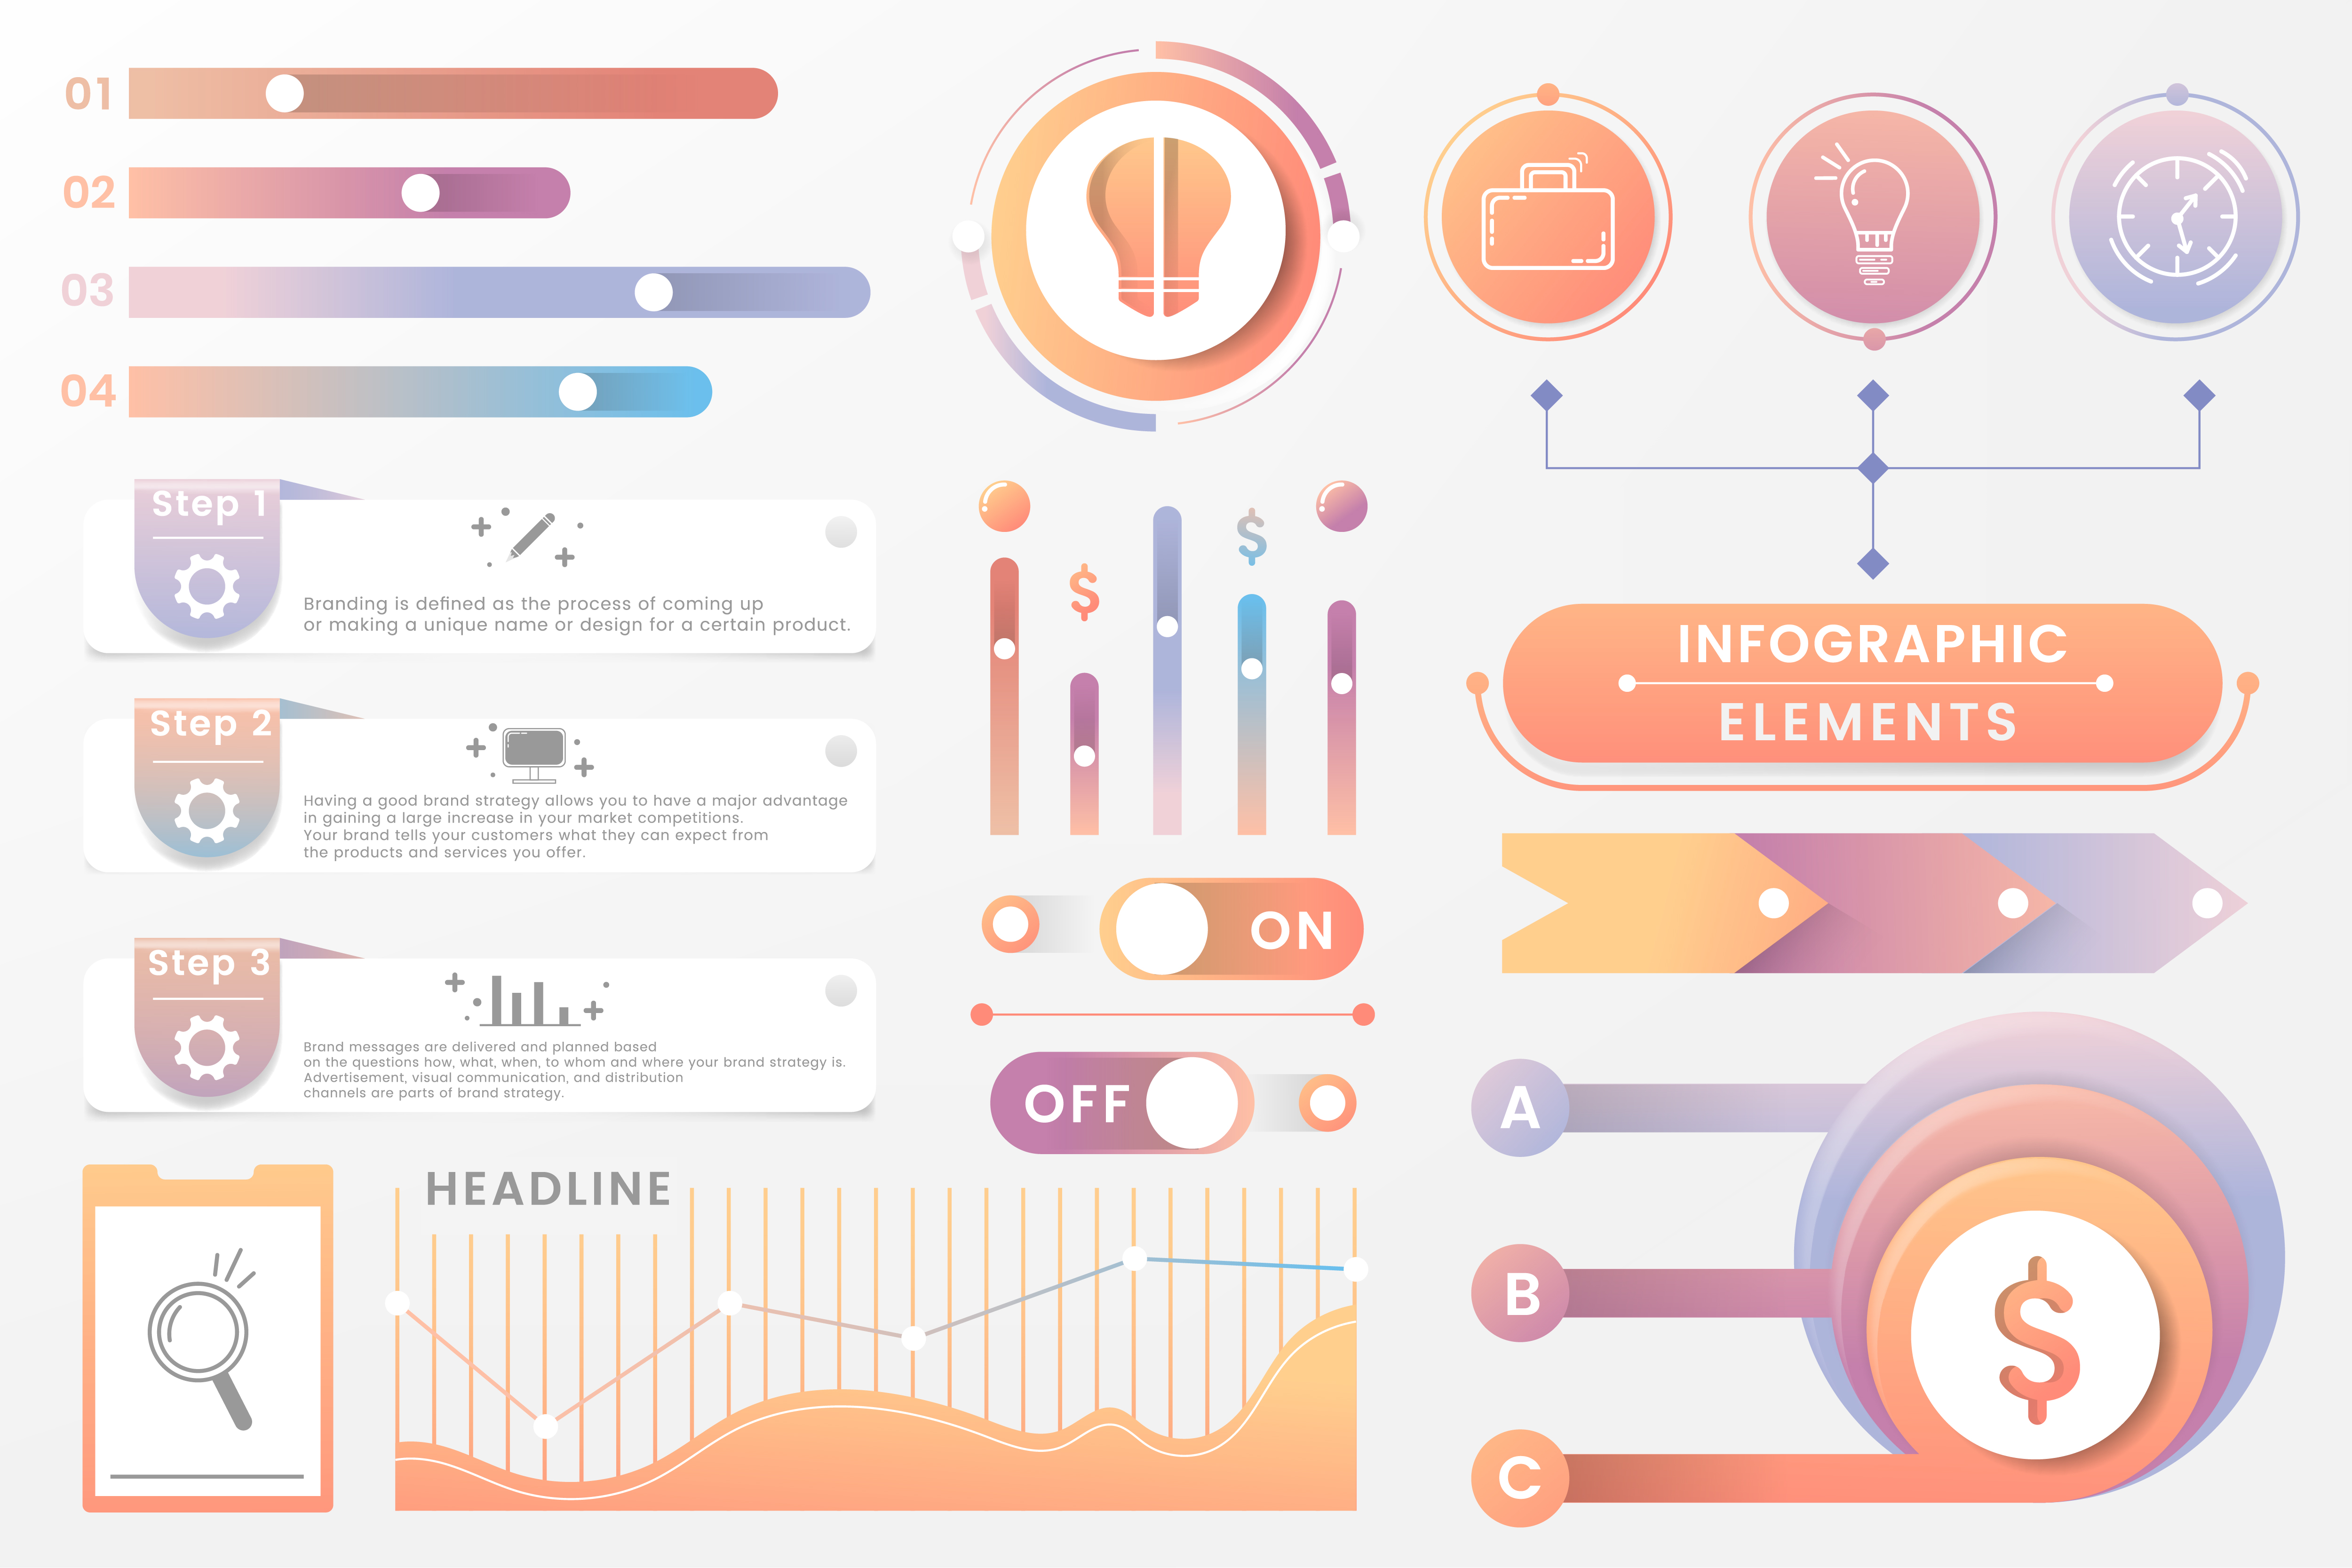 01
02
03
04
Step 1
Branding is defined as the process of coming up
or making a unique name or design for a certain product.
Step 2
Having a good brand strategy allows you to have a major advantage
in gaining a large increase in your market competitions.
Your brand tells your customers what they can expect from
the products and services you offer.
Step 3
Brand messages are delivered and planned based
on the questions how, what, when, to whom and where your brand strategy is.
Advertisement, visual communication, and distribution
channels are parts of brand strategy.
HEADLINE
$
$
ON
OFF
INFOGRAPHIC
ELEMENTS
A
B
C
$